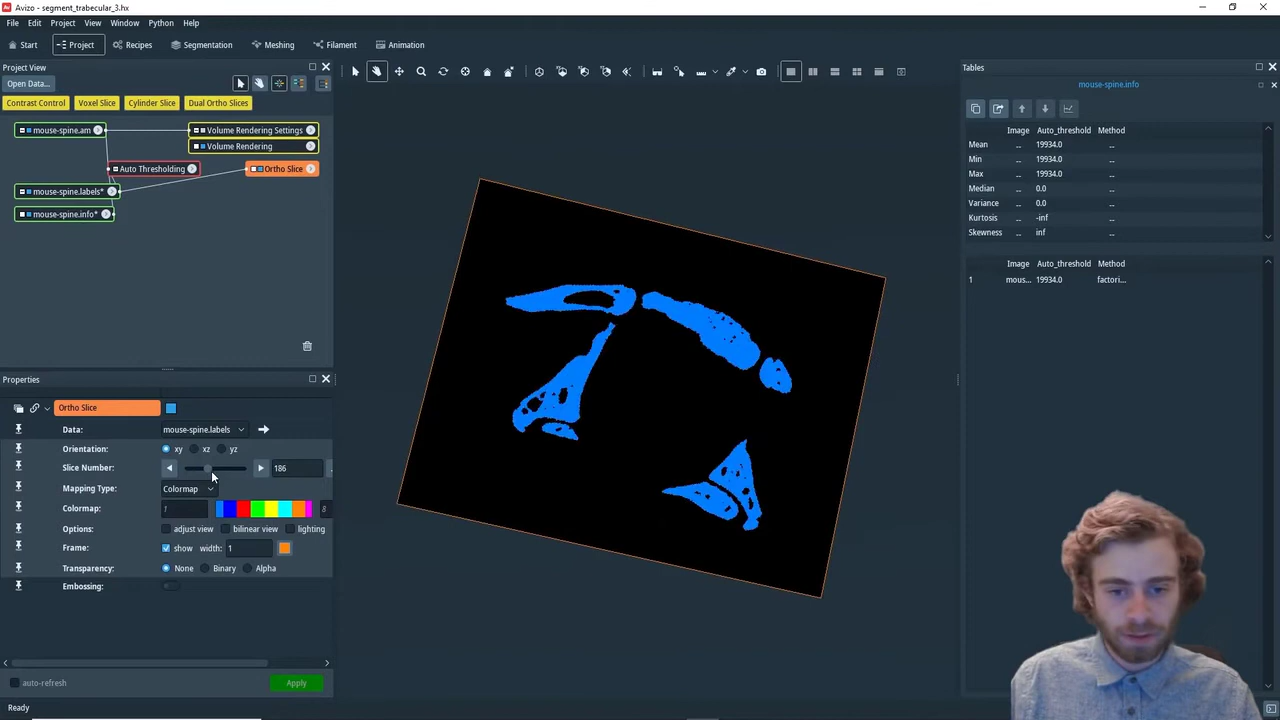 Avizo - segment_trabecular_3.hx
File Edit Project View Window Python Help
Start Project Recipes Segmentation Meshing Filament Animation
Project View
Open Data...
Contrast Control Voxel Slice Cylinder Slice Dual Ortho Slices
mouse-spine.am Volume Rendering Settings
Volume Rendering
Auto Thresholding Ortho Slice
mouse-spine.labels*
mouse-spine.info*
Properties
Ortho Slice
Data: mouse-spine.labels
Orientation: xy xz yz
Slice Number: 186
Mapping Type: Colormap
Colormap: 1 8
Options: adjust view bilinear view lighting
Frame: show width: 1
Transparency: None Binary Alpha
Embossing:
auto-refresh Apply
Ready
Tables
mouse-spine.info
Image Auto_threshold Method
Mean -- 19934.0 --
Min -- 19934.0 --
Max -- 19934.0 --
Median -- 0.0 --
Variance -- 0.0 --
Kurtosis -- -inf --
Skewness -- inf --
Image Auto_threshold Method
1 mous... 19934.0 factori...